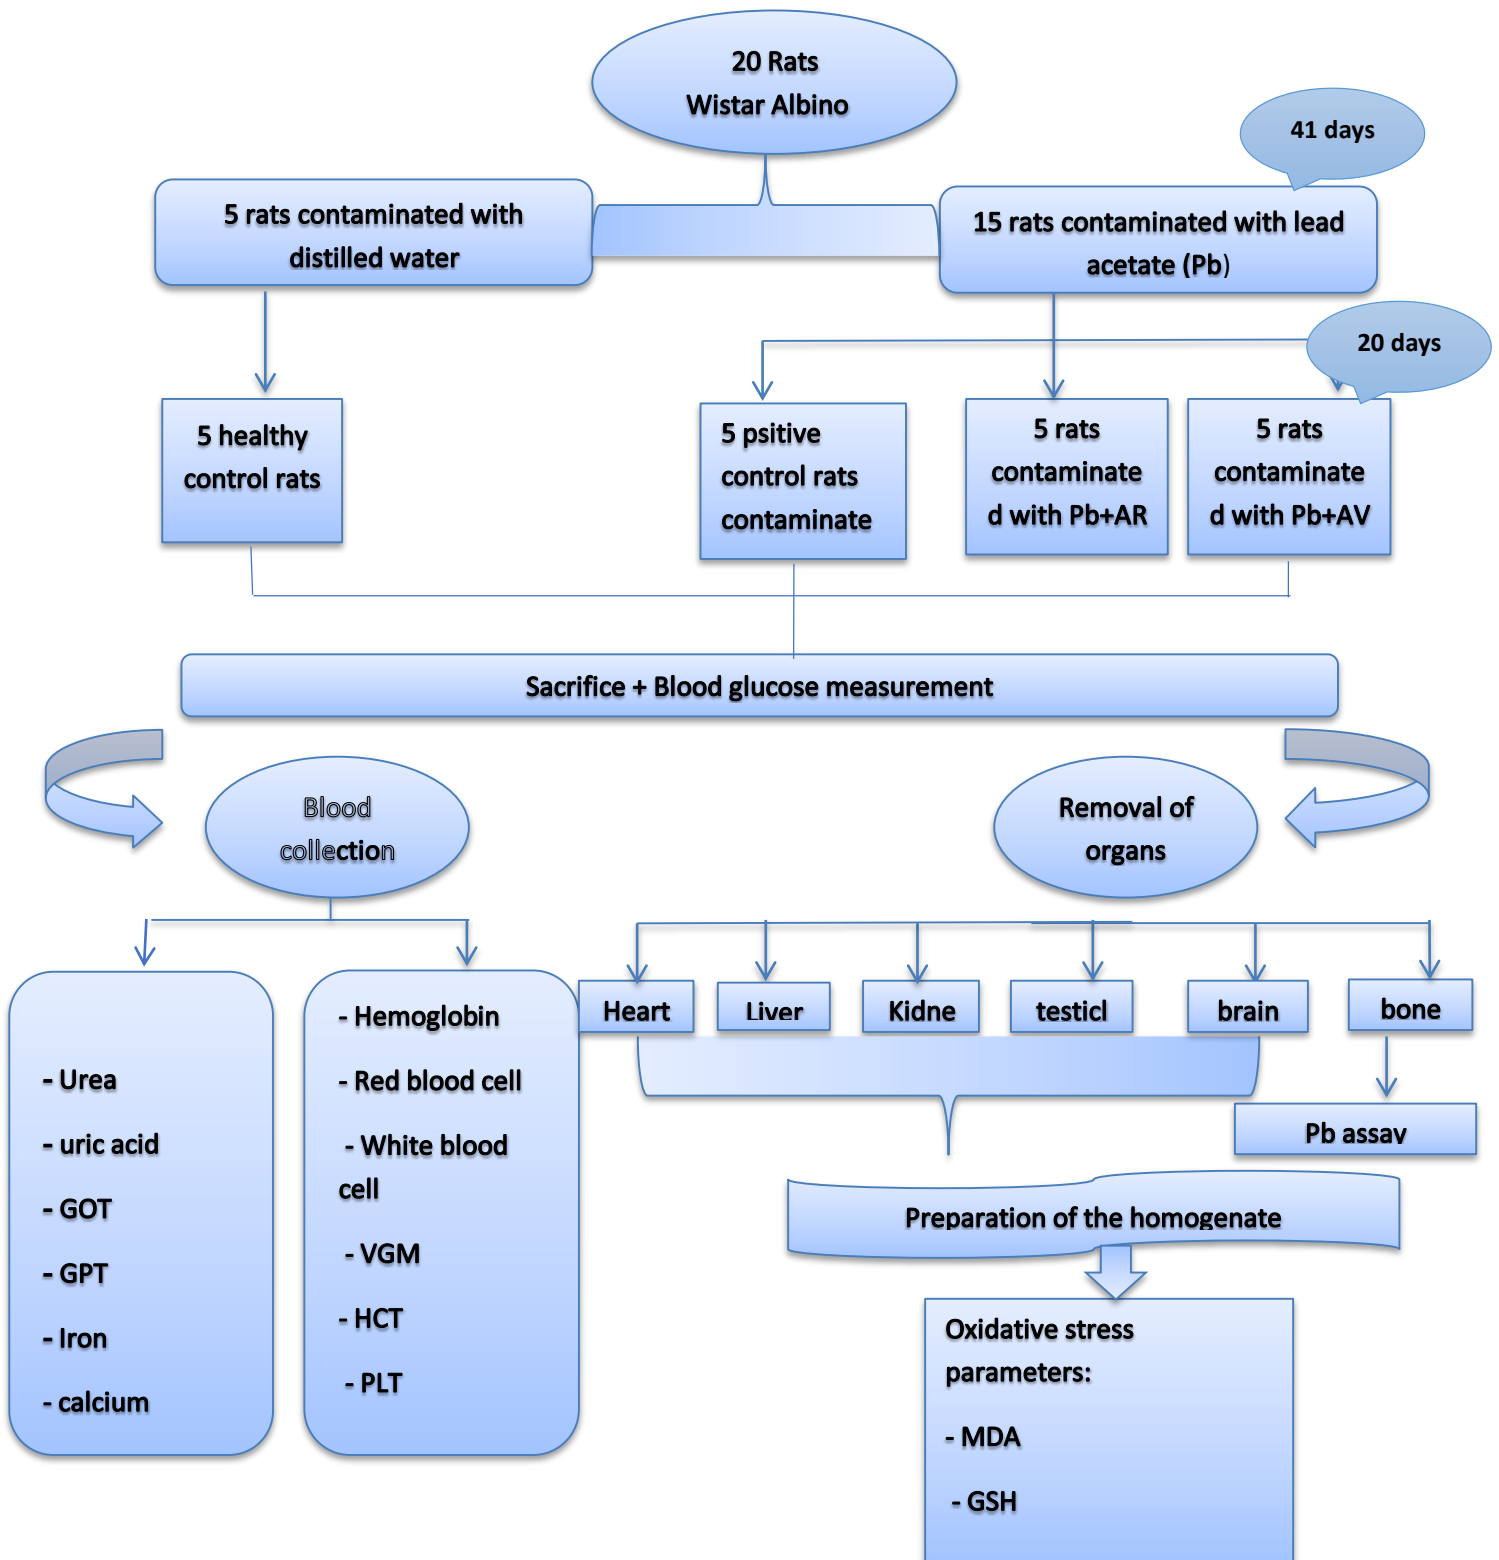 20 Rats
Wistar Albino
41 days
5 rats contaminated with
distilled water
15 rats contaminated with lead
acetate (Pb)
20 days
5 healthy
control rats
5 psitive
control rats
contaminate
5 rats
contaminate
d with Pb+AR
5 rats
contaminate
d with Pb+AV
Sacrifice + Blood glucose measurement
Blood
collection
Removal of
organs
- Urea
- uric acid
- GOT
- GPT
- Iron
- calcium
- Hemoglobin
- Red blood cell
- White blood
cell
- VGM
- HCT
- PLT
Heart
Liver
Kidne
testicl
brain
bone
Pb assay
Preparation of the homogenate
Oxidative stress
parameters:
- MDA
- GSH